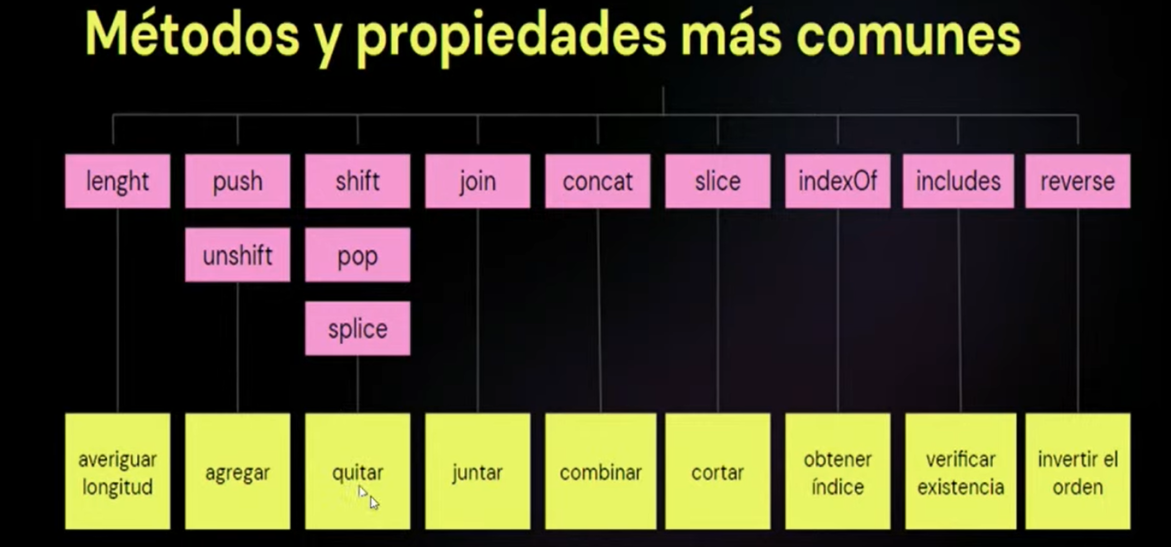 Métodos y propiedades más comunes
lenght
push
shift
join
concat
slice
indexOf
includes
reverse
unshift
pop
splice
averiguar
longitud
agregar
quitar
juntar
combinar
cortar
obtener
índice
verificar
existencia
invertir el
orden